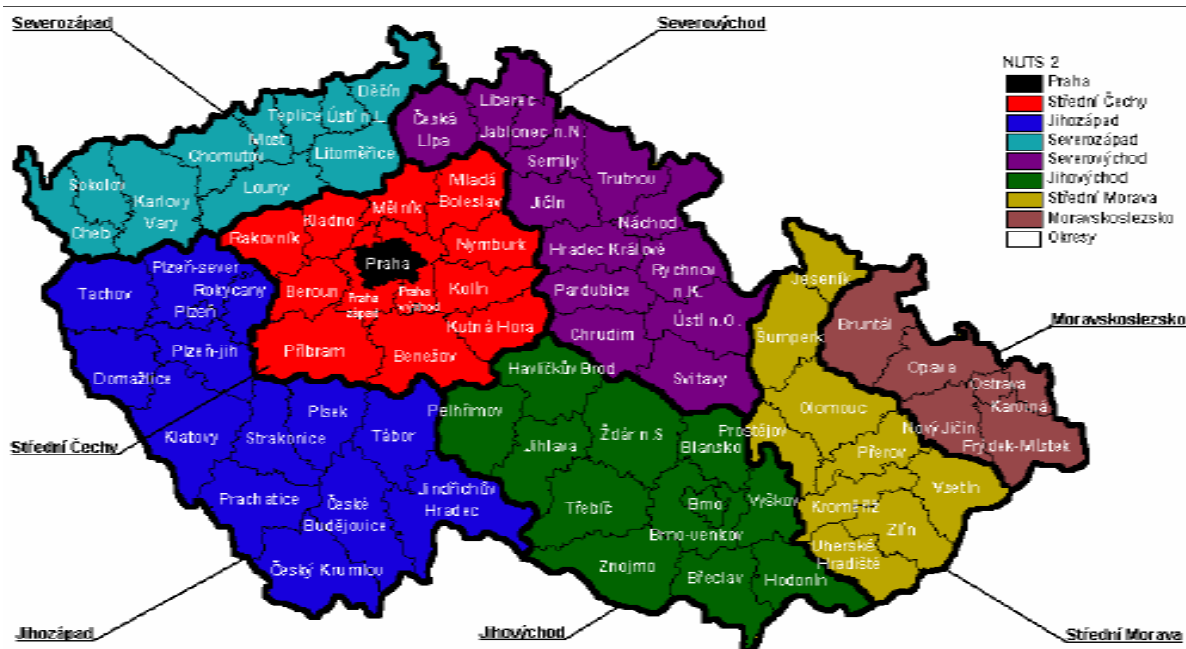 Severozápad
Severovýchod
NUTS 2
Praha
Střední Čechy
Jihozápad
Severozápad
Severovýchod
Jihovýchod
Střední Morava
Moravskoslezsko
Okresy
Děčín
Teplice
Ústí n.L.
Most
Chomutov
Litoměřice
Louny
Sokolov
Karlovy
Vary
Cheb
Liberec
Česká
Lípa
Jablonec n.N.
Semily
Trutnov
Jičín
Náchod
Hradec Králové
Rychnov
n.K.
Pardubice
Ústí n.O.
Chrudim
Svitavy
Mladá
Boleslav
Mělník
Kladno
Rakovník
Nymburk
Praha
Beroun
Praha
západ
Praha
východ
Kolín
Kutná Hora
Příbram
Benešov
Plzeň-sever
Tachov
Rokycany
Plzeň
Plzeň-jih
Domažlice
Klatovy
Písek
Strakonice
Tábor
Prachatice
České
Budějovice
Jindřichův
Hradec
Český Krumlov
Havlíčkův Brod
Pelhřimov
Jihlava
Žďár n.S
Blansko
Třebíč
Brno
Vyškov
Brno-venkov
Znojmo
Břeclav
Hodonín
Jeseník
Šumperk
Olomouc
Prostějov
Přerov
Kroměříž
Vsetín
Zlín
Uherské
Hradiště
Bruntál
Opava
Ostrava
Karviná
Nový Jičín
Frýdek-Místek
Moravskoslezsko
Střední Čechy
Jihozápad
Jihovýchod
Střední Morava